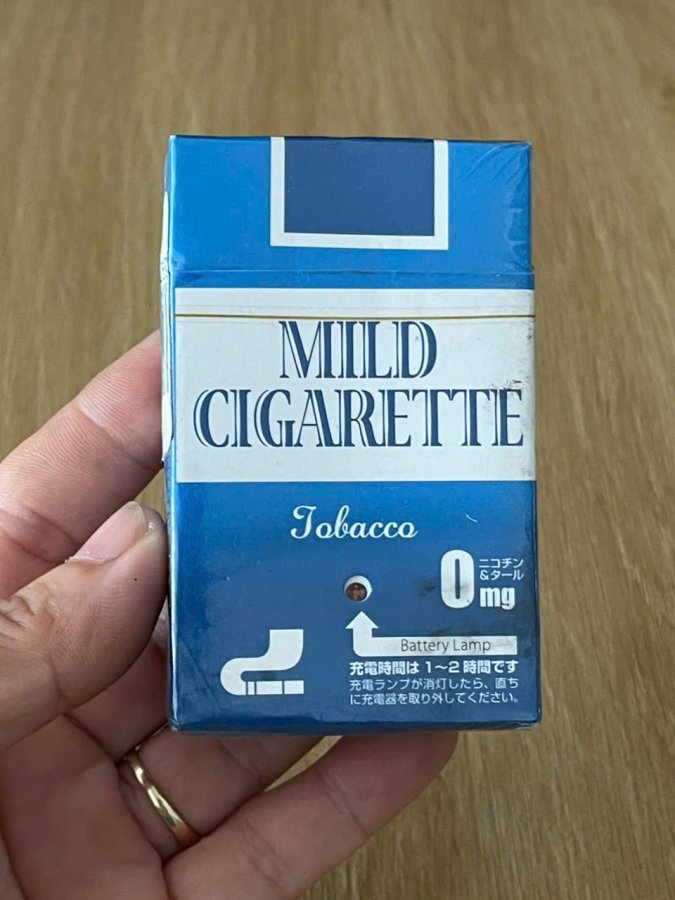 MILD
CIGARETTE
Tobacco
0mg
ニコチン
&タール
Battery Lamp
充電時間は1〜2時間です
充電ランプが消灯したら、直ち
に充電器を取り外してください。